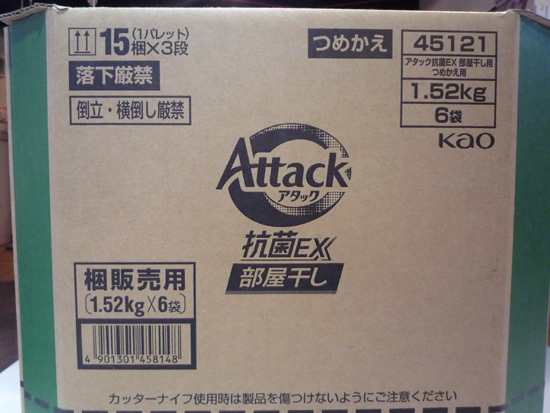 15梱×3段
(1パレット)
落下厳禁
倒立・横倒し厳禁
つめかえ
45121
アタック抗菌EX 部屋干し用
つめかえ用
1.52kg
6袋
Kao
Attack
アタック
抗菌EX
部屋干し
梱販売用
(1.52kg×6袋)
4 901301 458148
カッターナイフ使用時は製品を傷つけないようにご注意ください